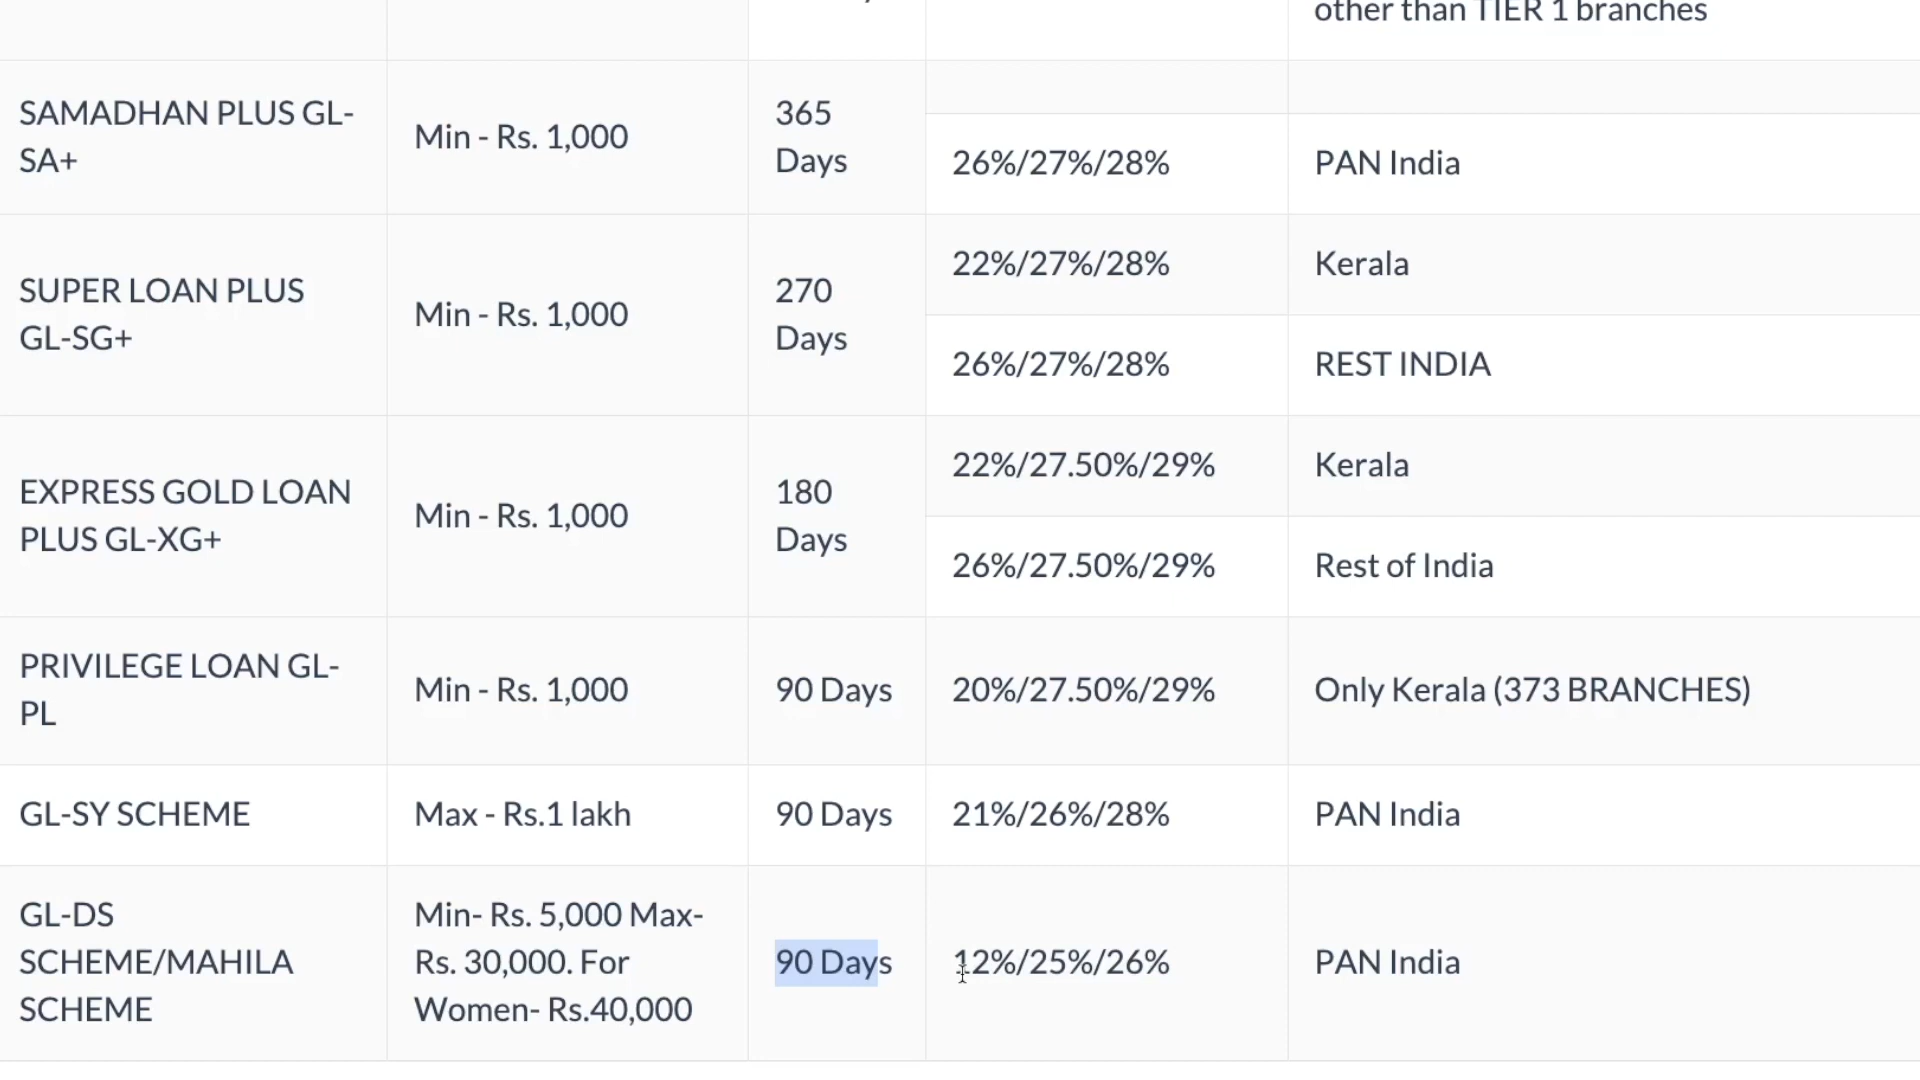 other than TIER 1 branches
SAMADHAN PLUS GL-
SA+
Min - Rs. 1,000
365
Days
26%/27%/28%
PAN India
SUPER LOAN PLUS
GL-SG+
Min - Rs. 1,000
270
Days
22%/27%/28%
Kerala
26%/27%/28%
REST INDIA
EXPRESS GOLD LOAN
PLUS GL-XG+
Min - Rs. 1,000
180
Days
22%/27.50%/29%
Kerala
26%/27.50%/29%
Rest of India
PRIVILEGE LOAN GL-
PL
Min - Rs. 1,000
90 Days
20%/27.50%/29%
Only Kerala (373 BRANCHES)
GL-SY SCHEME
Max - Rs.1 lakh
90 Days
21%/26%/28%
PAN India
GL-DS
SCHEME/MAHILA
SCHEME
Min- Rs. 5,000 Max-
Rs. 30,000. For
Women- Rs.40,000
90 Days
12%/25%/26%
PAN India